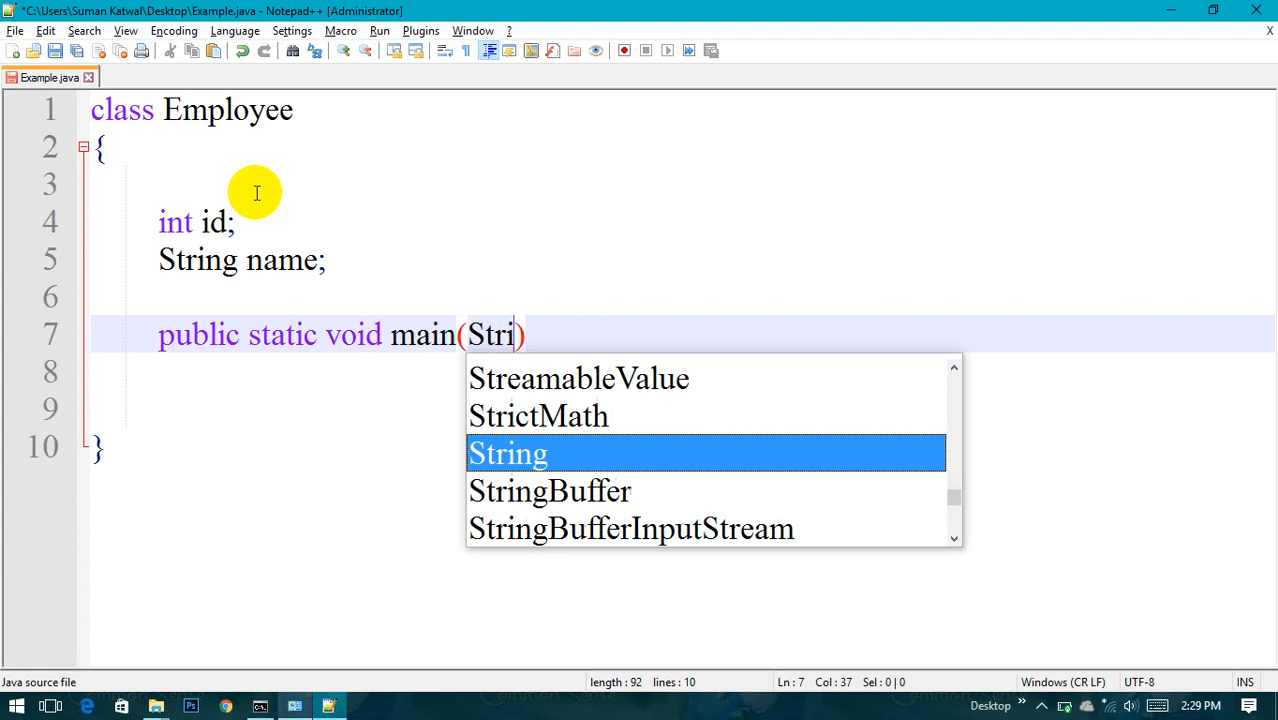 *C:\Users\Suman Katwal\Desktop\Example.java - Notepad++ [Administrator]
File Edit Search View Encoding Language Settings Macro Run Plugins Window ? X
Example.java
1 class Employee
2 {
3
4 int id;
5 String name;
6
7 public static void main(Stri)
8 StreamableValue
StrictMath
9 String
10 }
StringBuffer
StringBufferInputStream
Java source file length : 92 lines : 10 Ln : 7 Col : 37 Sel : 0 | 0 Windows (CR LF) UTF-8 INS
Desktop 2:29 PM